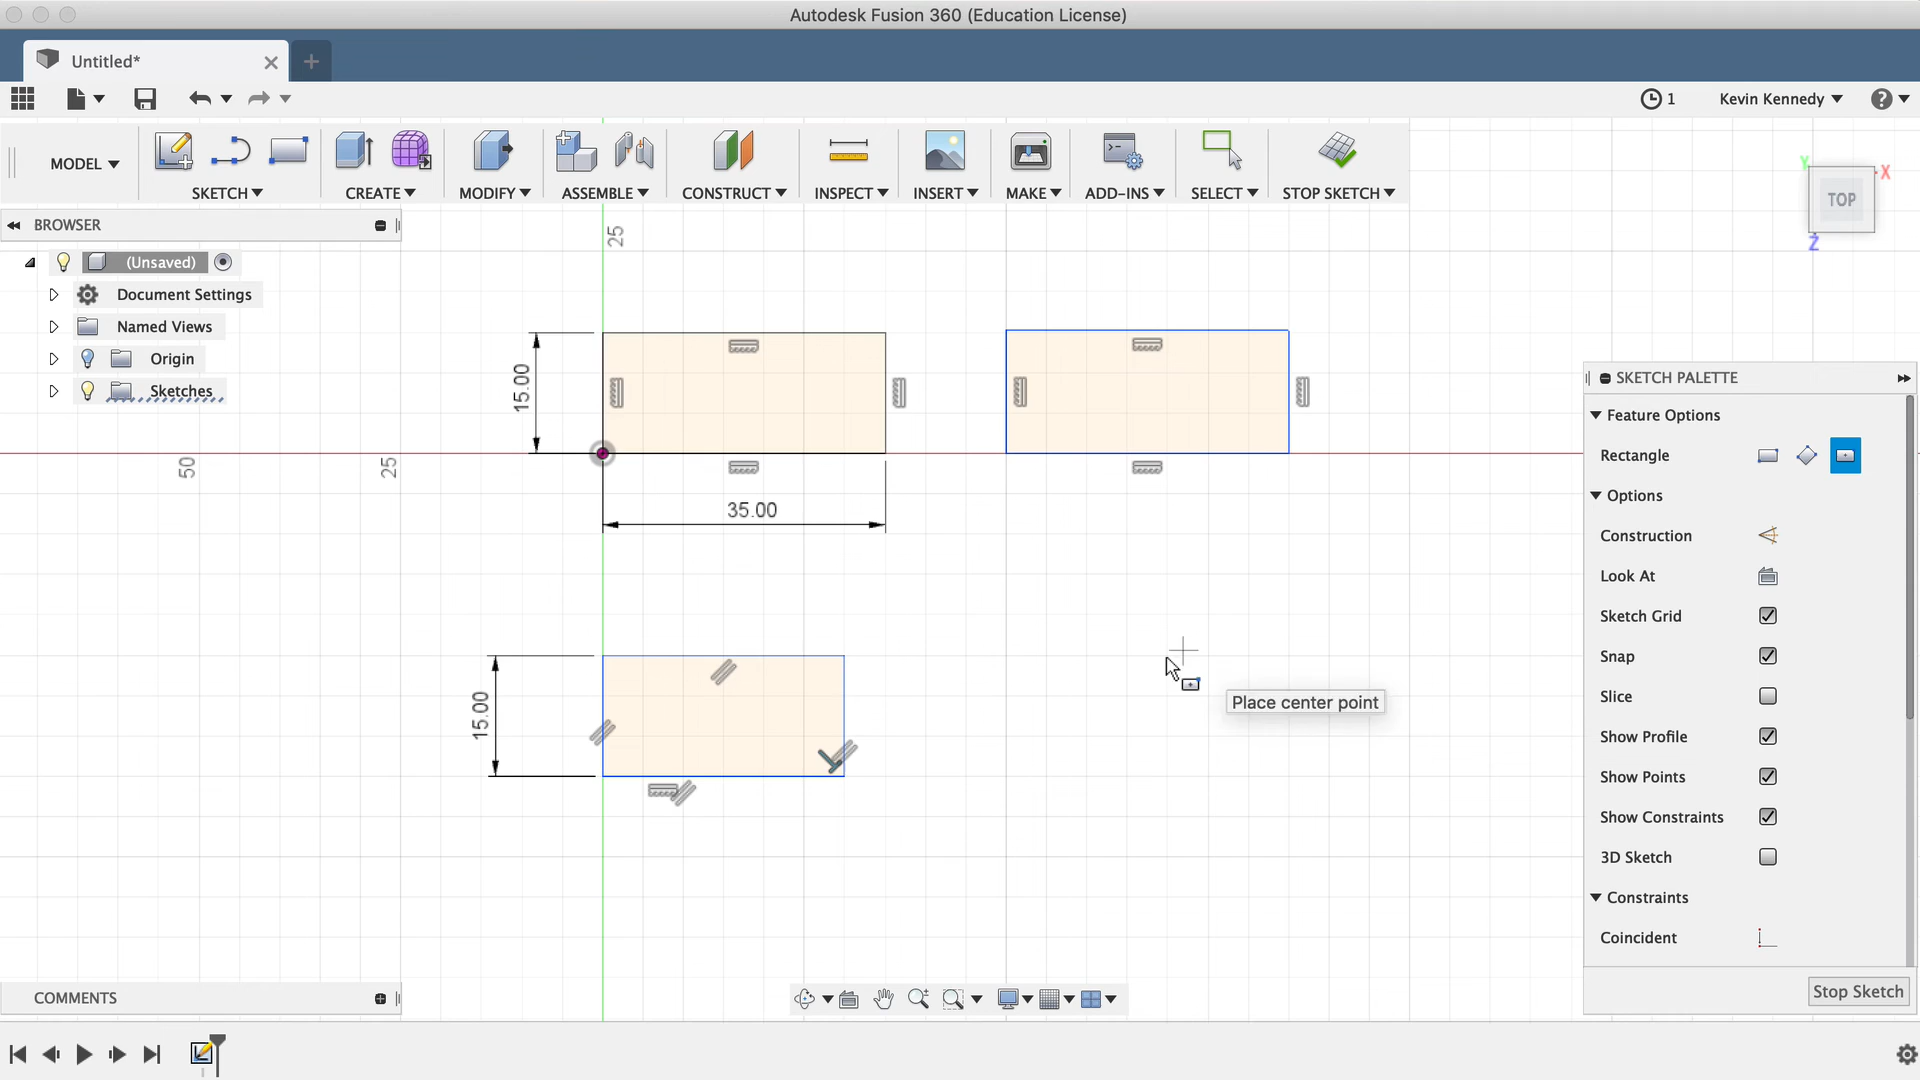 Autodesk Fusion 360 (Education License)
Untitled*
1
Kevin Kennedy
?
MODEL
SKETCH
CREATE
MODIFY
ASSEMBLE
CONSTRUCT
INSPECT
INSERT
MAKE
ADD-INS
SELECT
STOP SKETCH
Y
X
TOP
Z
BROWSER
(Unsaved)
Document Settings
Named Views
Origin
Sketches
25
15.00
50
25
35.00
15.00
Place center point
SKETCH PALETTE
Feature Options
Rectangle
Options
Construction
Look At
Sketch Grid
Snap
Slice
Show Profile
Show Points
Show Constraints
3D Sketch
Constraints
Coincident
Stop Sketch
COMMENTS